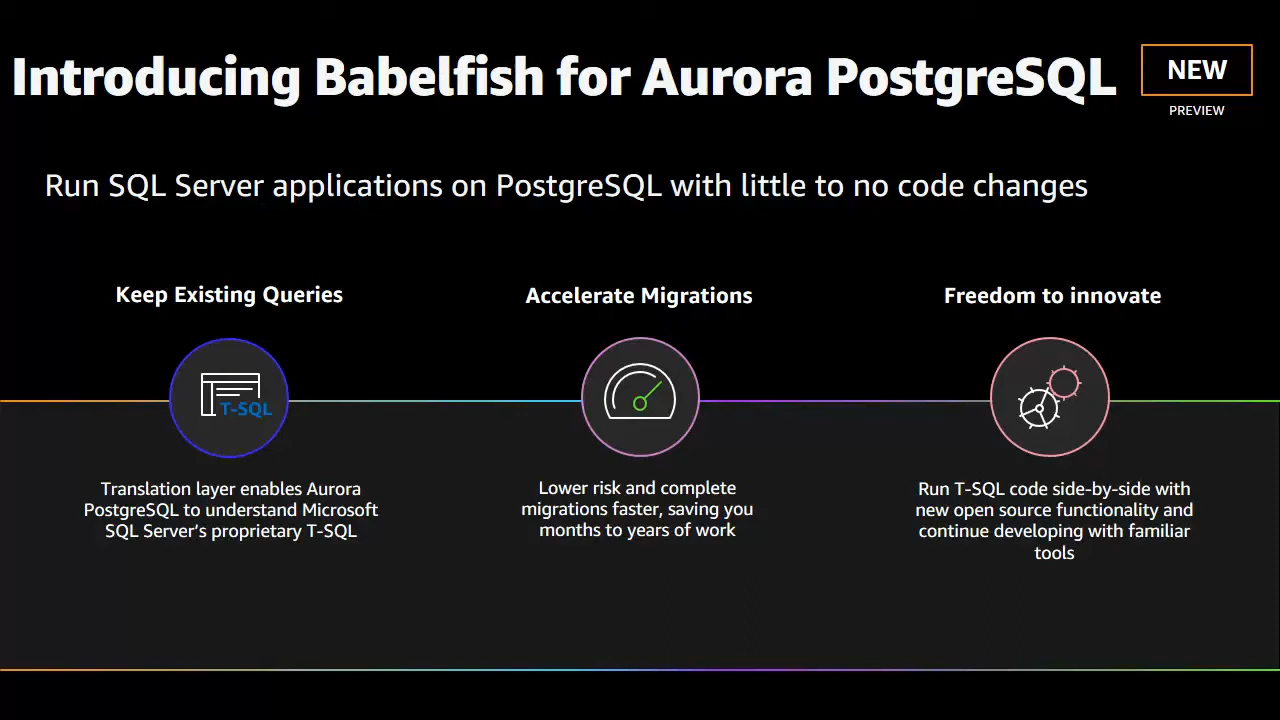 Introducing Babelfish for Aurora PostgreSQL
NEW
PREVIEW
Run SQL Server applications on PostgreSQL with little to no code changes
Keep Existing Queries
T-SQL
Translation layer enables Aurora
PostgreSQL to understand Microsoft
SQL Server’s proprietary T-SQL
Accelerate Migrations
Lower risk and complete
migrations faster, saving you
months to years of work
Freedom to innovate
Run T-SQL code side-by-side with
new open source functionality and
continue developing with familiar
tools